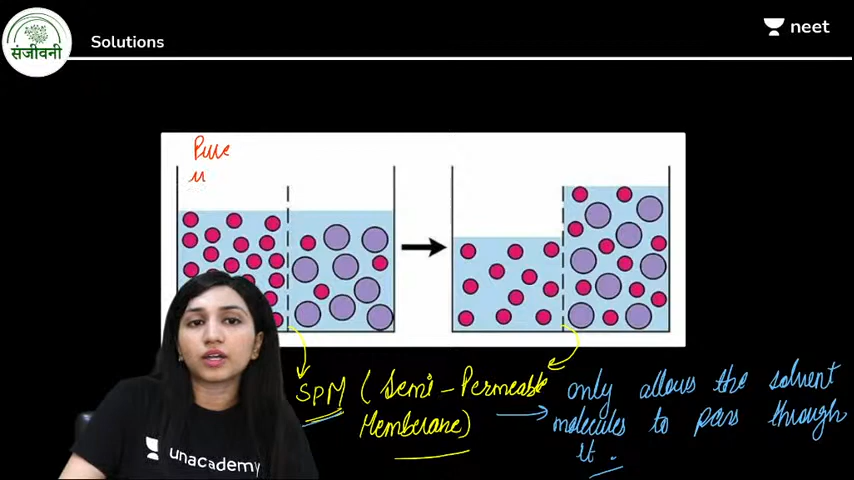 संजीवनी
Solutions
neet
Pure
SPM (Semi-Permeable
Membrane)
only allows the solvent
molecules to pass through
it.
unacademy